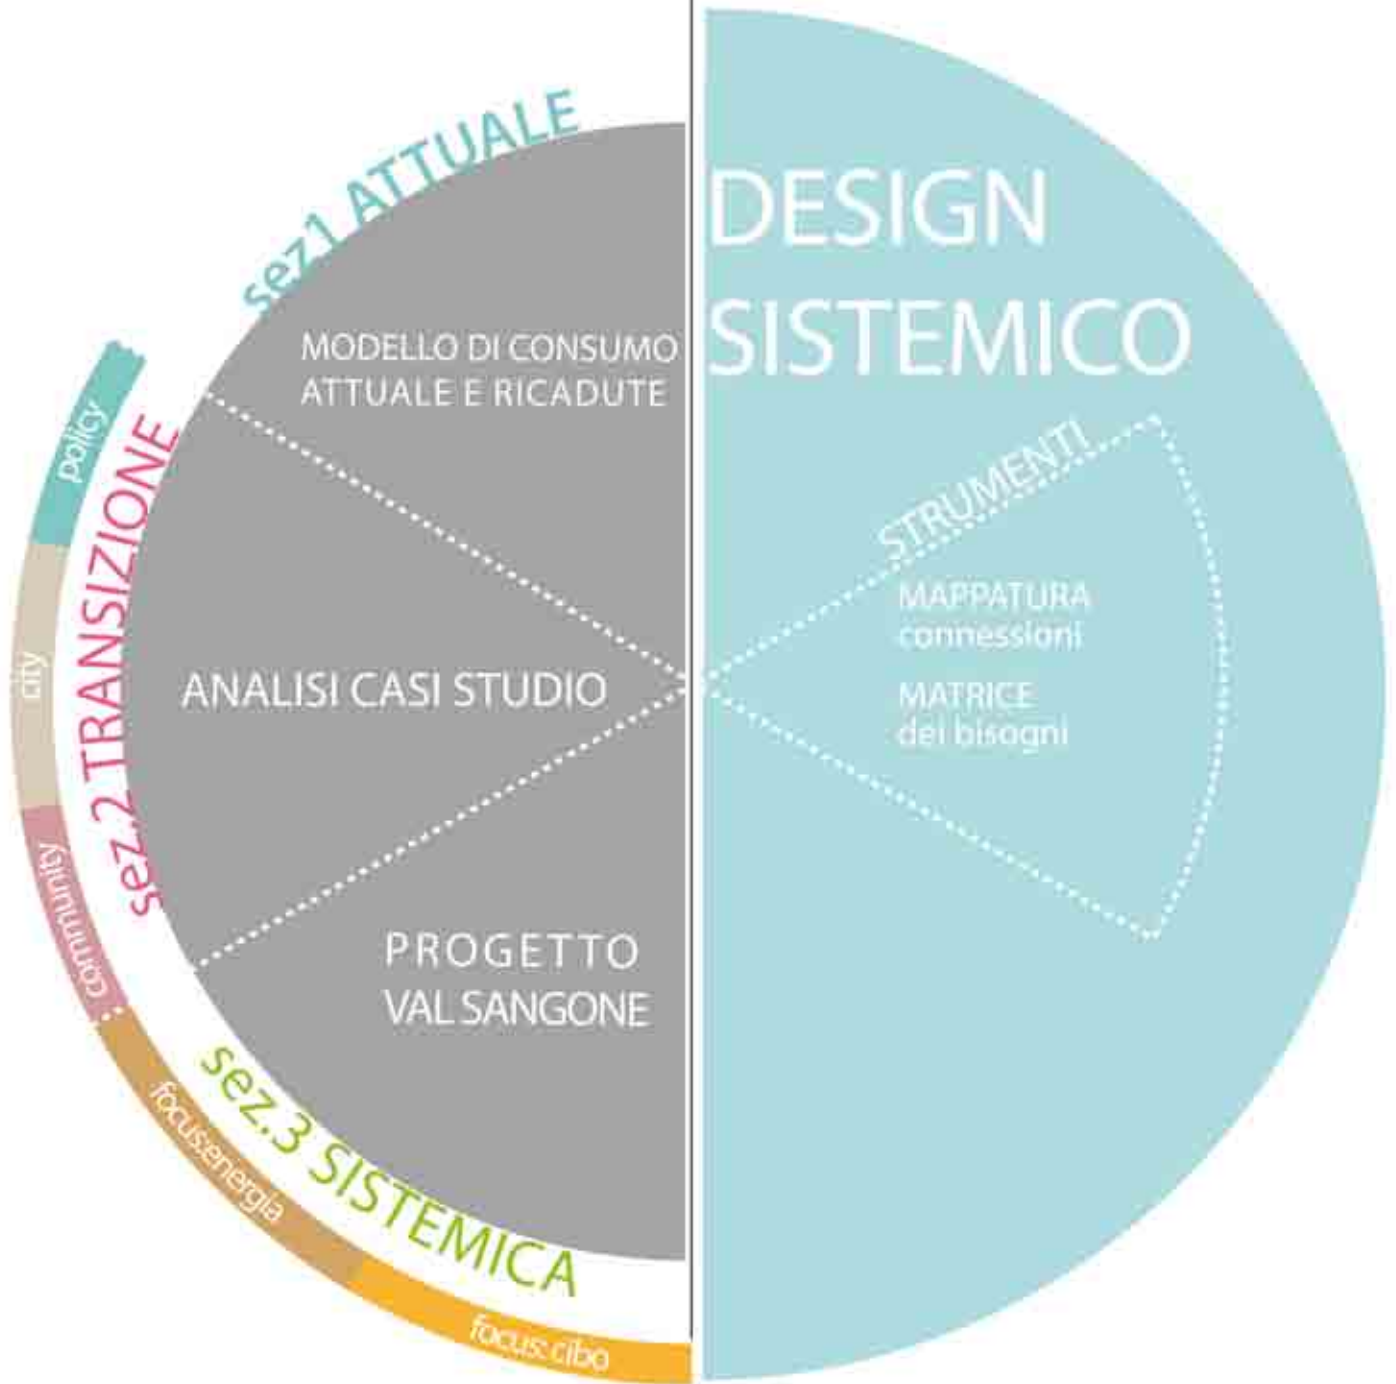 sez1 ATTUALE
MODELLO DI CONSUMO
ATTUALE E RICADUTE
policy
city
community
sez.2 TRANSIZIONE
ANALISI CASI STUDIO
PROGETTO
VAL SANGONE
sez.3 SISTEMICA
focus:energia
focus: cibo
DESIGN
SISTEMICO
STRUMENTI
MAPPATURA
connessioni
MATRICE
dei bisogni